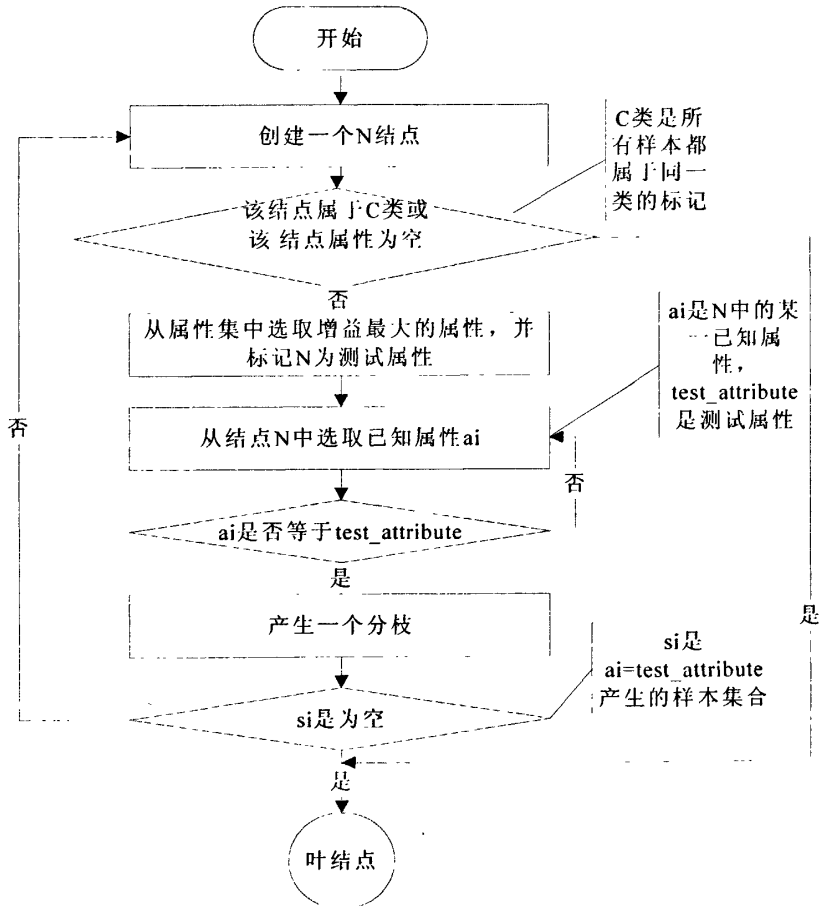 开始
创建一个N结点
C类是所
有样本都
属于同一
类的标记
该结点属于C类或
该结点属性为空
否
从属性集中选取增益最大的属性，并
标记N为测试属性
ai是N中的某
一已知属
性，
test_attribute
是测试属性
从结点N中选取已知属性ai
否
否
ai是否等于test_attribute
是
产生一个分枝
是
si是
ai=test_attribute
产生的样本集合
si是为空
是
叶结点